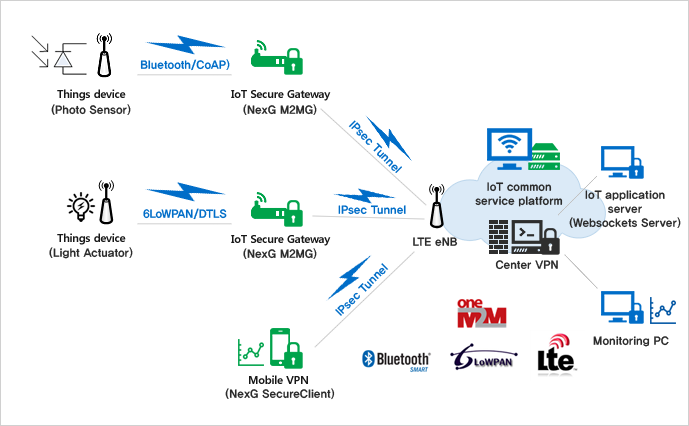 Bluetooth/CoAP)
Things device
(Photo Sensor)
IoT Secure Gateway
(NexG M2MG)
IPsec Tunnel
6LoWPAN/DTLS
Things device
(Light Actuator)
IoT Secure Gateway
(NexG M2MG)
IPsec Tunnel
LTE eNB
IoT common
service platform
Center VPN
IoT application
server
(Websockets Server)
IPsec Tunnel
Mobile VPN
(NexG SecureClient)
Monitoring PC
one
M2M
Bluetooth®
SMART
6LoWPAN
Lte